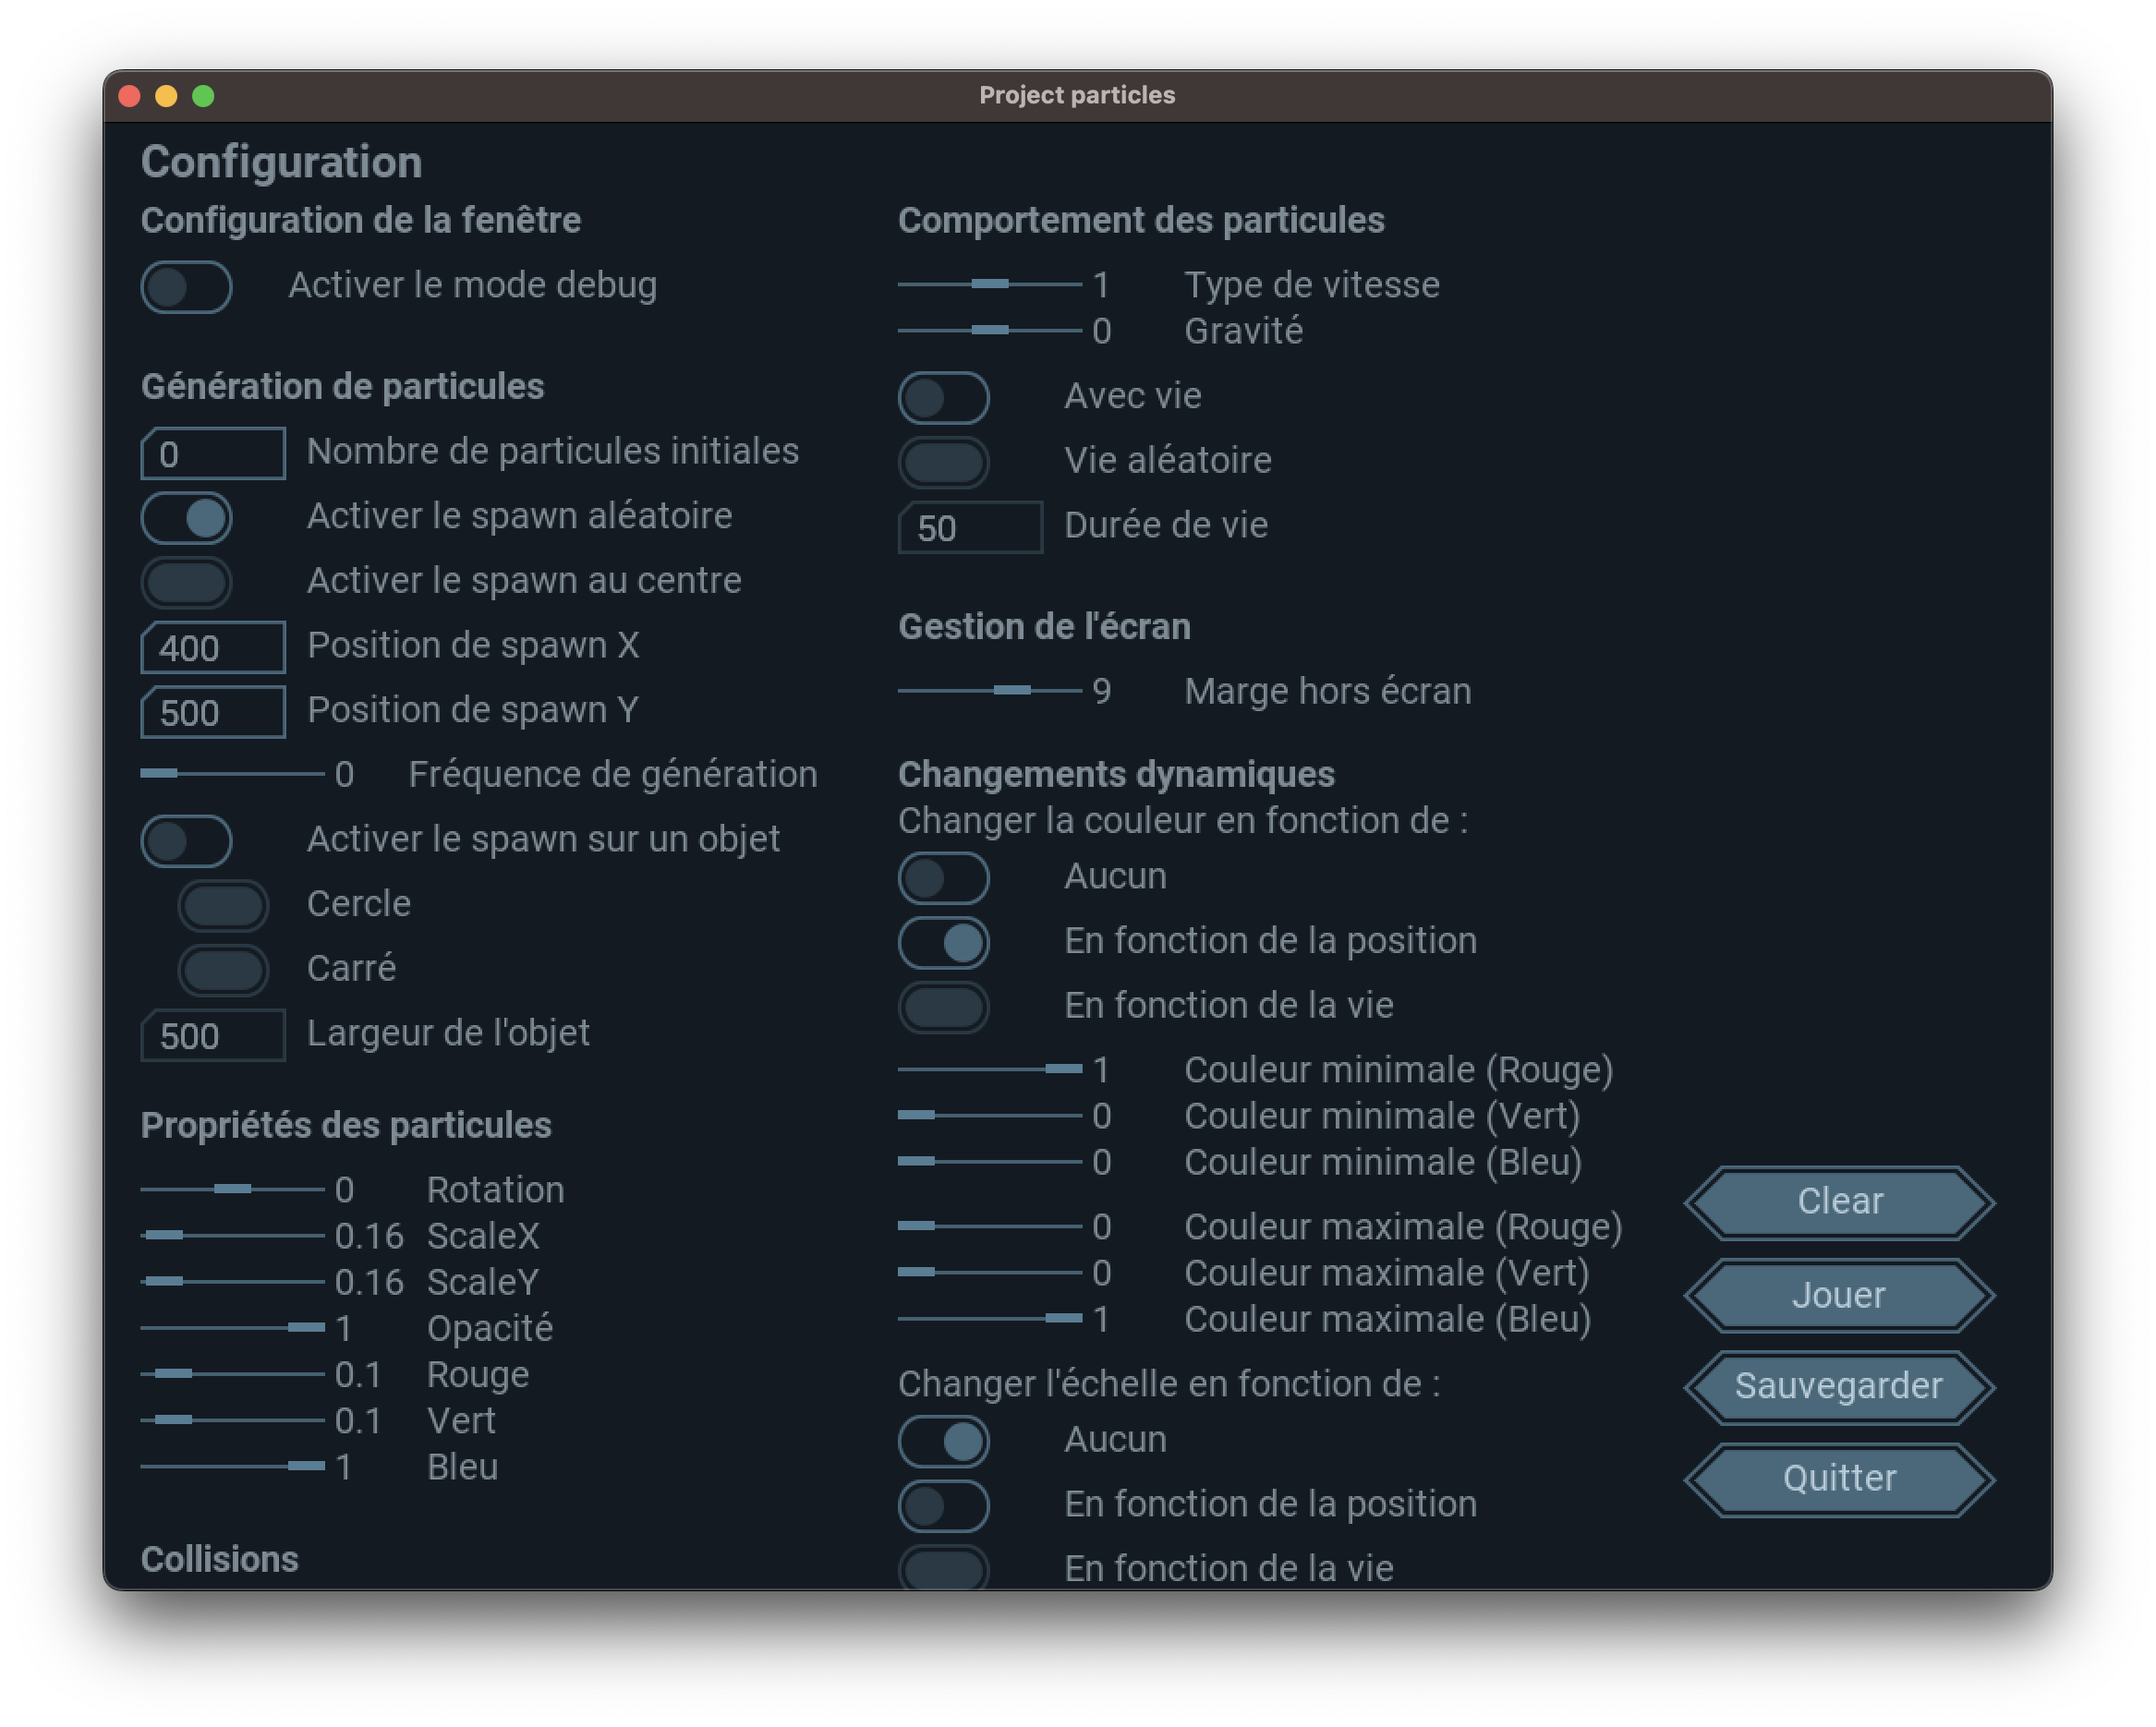 Project particles
Configuration
Configuration de la fenêtre
Activer le mode debug
Génération de particules
0 Nombre de particules initiales
Activer le spawn aléatoire
Activer le spawn au centre
400 Position de spawn X
500 Position de spawn Y
0 Fréquence de génération
Activer le spawn sur un objet
Cercle
Carré
500 Largeur de l'objet
Propriétés des particules
0 Rotation
0.16 ScaleX
0.16 ScaleY
1 Opacité
0.1 Rouge
0.1 Vert
1 Bleu
Collisions
Comportement des particules
1 Type de vitesse
0 Gravité
Avec vie
Vie aléatoire
50 Durée de vie
Gestion de l'écran
9 Marge hors écran
Changements dynamiques
Changer la couleur en fonction de :
Aucun
En fonction de la position
En fonction de la vie
1 Couleur minimale (Rouge)
0 Couleur minimale (Vert)
0 Couleur minimale (Bleu)
0 Couleur maximale (Rouge)
0 Couleur maximale (Vert)
1 Couleur maximale (Bleu)
Changer l'échelle en fonction de :
Aucun
En fonction de la position
En fonction de la vie
Clear
Jouer
Sauvegarder
Quitter